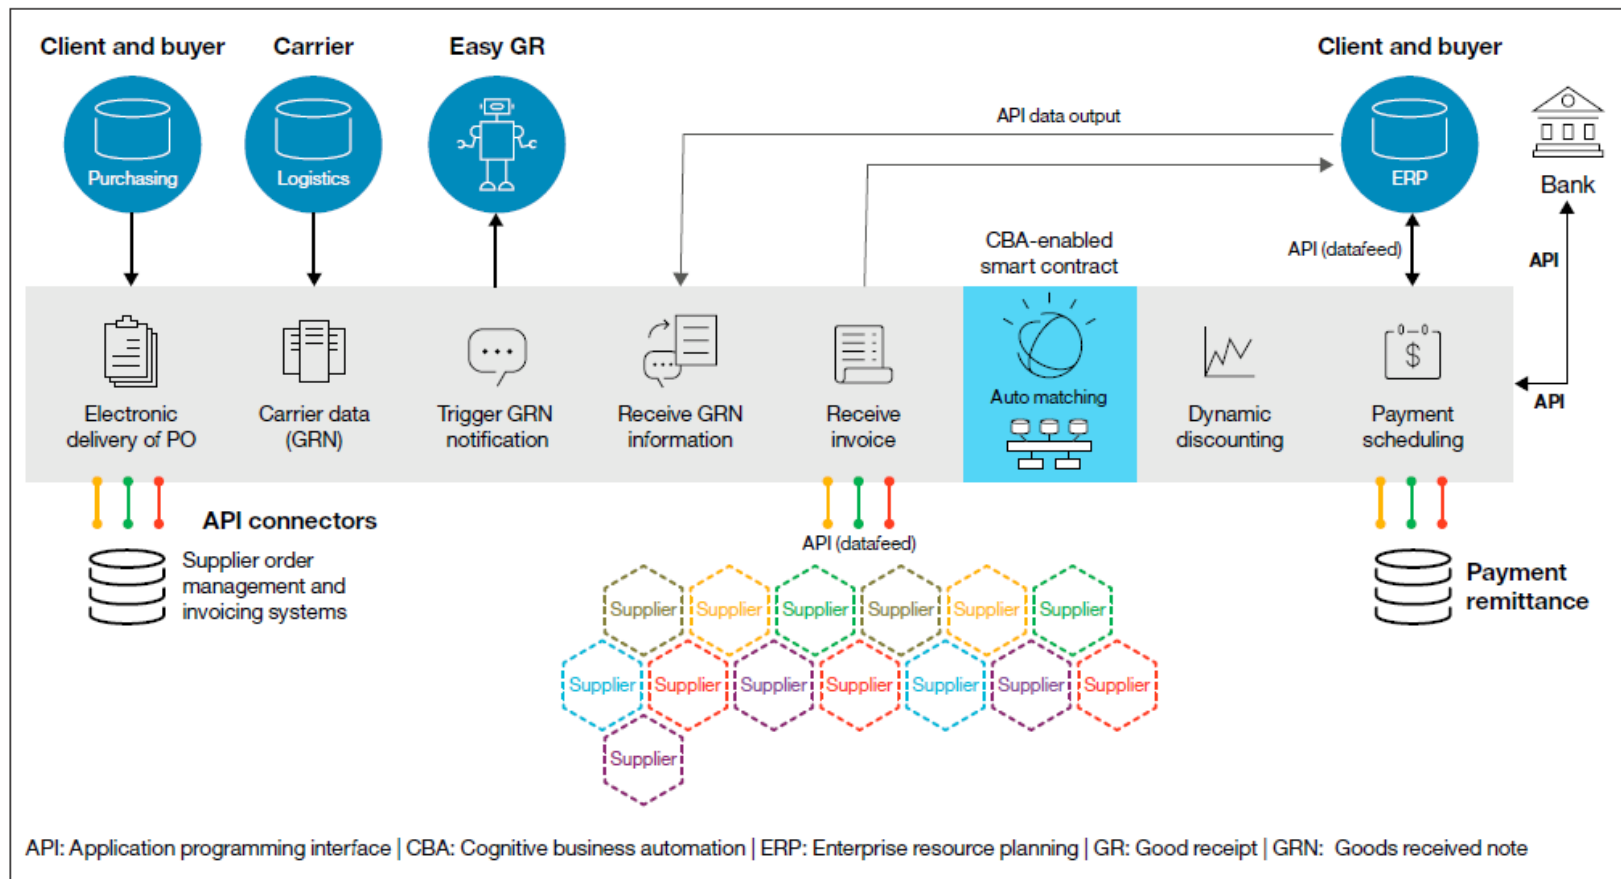 Client and buyer
Carrier
Easy GR
Client and buyer
Purchasing
Logistics
API data output
ERP
Bank
CBA-enabled
smart contract
API (datafeed)
API
API
Electronic
delivery of PO
Carrier data
(GRN)
Trigger GRN
notification
Receive GRN
information
Receive
invoice
Auto matching
Dynamic
discounting
$
Payment
scheduling
API connectors
Supplier order
management and
invoicing systems
API (datafeed)
Payment
remittance
Supplier Supplier Supplier Supplier Supplier Supplier
Supplier Supplier Supplier Supplier Supplier Supplier Supplier
Supplier
API: Application programming interface | CBA: Cognitive business automation | ERP: Enterprise resource planning | GR: Good receipt | GRN: Goods received note